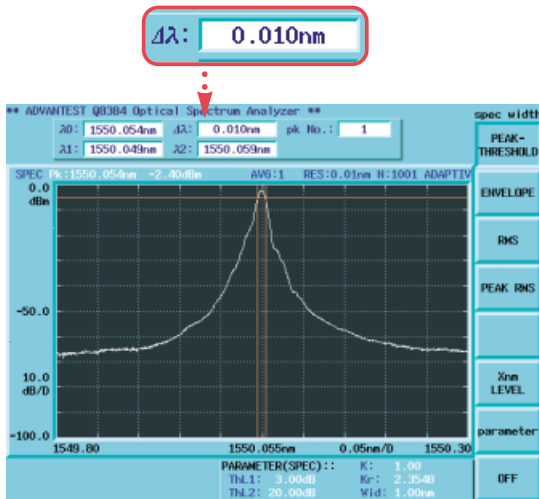 Δλ: 0.010nm
** ADVANTEST Q8384 Optical Spectrum Analyzer **
λ0: 1550.054nm Δλ: 0.010nm pk No.: 1
λ1: 1550.049nm λ2: 1550.059nm
SPEC Pk:1550.054nm -2.40dBm AVG:1 RES:0.01nm N:1001 ADAPTIV
0.0
dBm
-50.0
10.0
dB/D
-100.0
1549.80 1550.055nm 0.05nm/D 1550.30
PARAMETER(SPEC):: K: 1.00
ThL1: 3.00dB Kr: 2.3548
ThL2: 20.00dB Wid: 1.00nm
spec width
PEAK-
THRESHOLD
ENVELOPE
RMS
PEAK RMS
Xnm
LEVEL
parameter
OFF